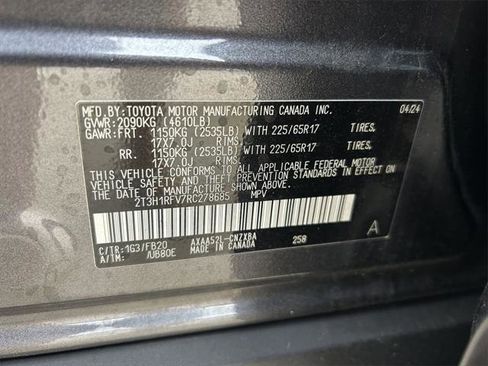 MFD.BY:TOYOTA MOTOR MANUFACTURING CANADA INC. 04/24
GVWR:2090KG (4610LB)
GAWR:FRT. 1150KG (2535LB) WITH 225/65R17 TIRES,
17X7.0J RIMS,
RR. 1150KG (2535LB) WITH 225/65R17 TIRES,
17X7.0J RIMS,
THIS VEHICLE CONFORMS TO ALL APPLICABLE FEDERAL MOTOR
VEHICLE SAFETY STANDARDS IN EFFECT ON THE DATE OF
MANUFACTURE SHOWN ABOVE.
2T3H1RFV7RC278685 MPV
C/TR:1G3/FB20 AXAA52L-CNZXBA 258 A
A/TM: /UB80E MADE IN CANADA